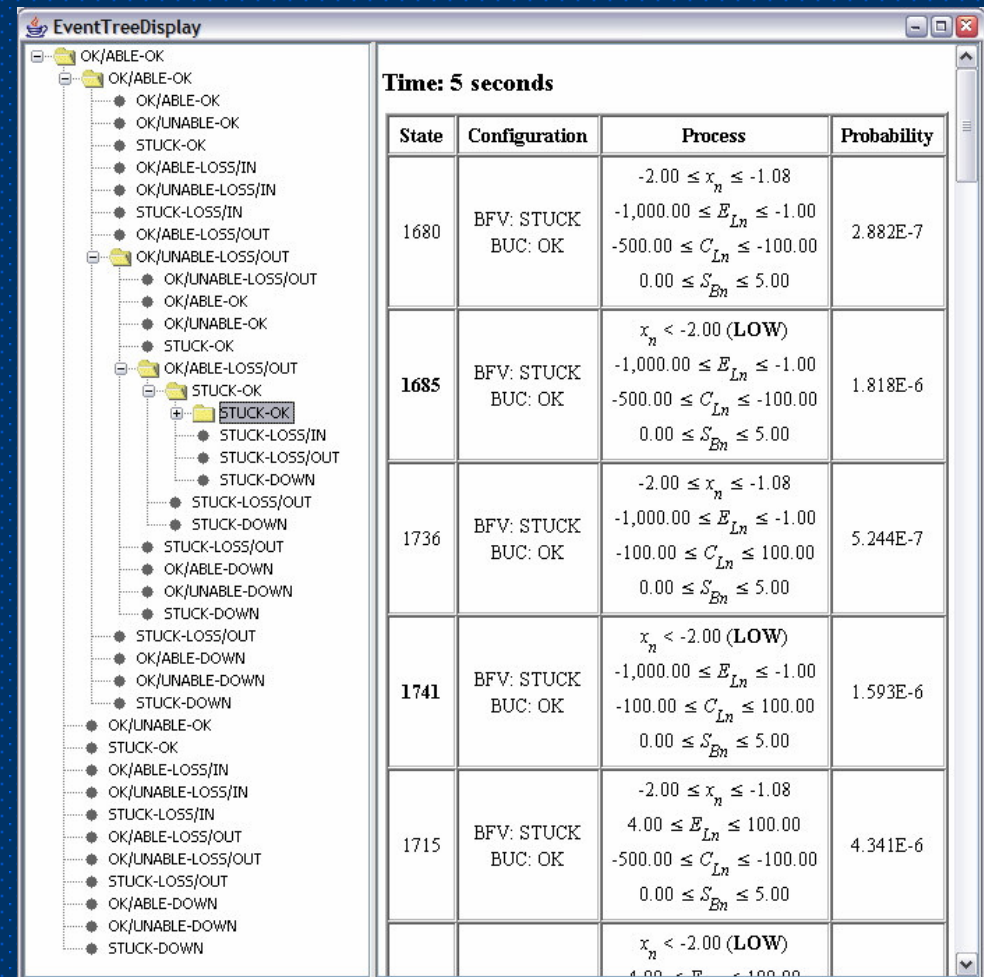 EventTreeDisplay
OK/ABLE-OK
OK/ABLE-OK
OK/ABLE-OK
OK/UNABLE-OK
STUCK-OK
OK/ABLE-LOSS/IN
OK/UNABLE-LOSS/IN
STUCK-LOSS/IN
OK/ABLE-LOSS/OUT
OK/UNABLE-LOSS/OUT
OK/UNABLE-LOSS/OUT
OK/ABLE-OK
OK/UNABLE-OK
STUCK-OK
OK/ABLE-LOSS/OUT
STUCK-OK
STUCK-OK
STUCK-LOSS/IN
STUCK-LOSS/OUT
STUCK-DOWN
STUCK-LOSS/OUT
STUCK-DOWN
STUCK-LOSS/OUT
OK/ABLE-DOWN
OK/UNABLE-DOWN
STUCK-DOWN
STUCK-LOSS/OUT
OK/ABLE-DOWN
OK/UNABLE-DOWN
STUCK-DOWN
OK/UNABLE-OK
STUCK-OK
OK/ABLE-LOSS/IN
OK/UNABLE-LOSS/IN
STUCK-LOSS/IN
OK/ABLE-LOSS/OUT
OK/UNABLE-LOSS/OUT
STUCK-LOSS/OUT
OK/ABLE-DOWN
OK/UNABLE-DOWN
STUCK-DOWN
Time: 5 seconds
State Configuration Process Probability
1680
BFV: STUCK
BUC: OK
-2.00 ≤ x_n ≤ -1.08
-1,000.00 ≤ E_Ln ≤ -1.00
-500.00 ≤ C_Ln ≤ -100.00
0.00 ≤ S_Bn ≤ 5.00
2.882E-7
1685
BFV: STUCK
BUC: OK
x_n < -2.00 (LOW)
-1,000.00 ≤ E_Ln ≤ -1.00
-500.00 ≤ C_Ln ≤ -100.00
0.00 ≤ S_Bn ≤ 5.00
1.818E-6
1736
BFV: STUCK
BUC: OK
-2.00 ≤ x_n ≤ -1.08
-1,000.00 ≤ E_Ln ≤ -1.00
-100.00 ≤ C_Ln ≤ 100.00
0.00 ≤ S_Bn ≤ 5.00
5.244E-7
1741
BFV: STUCK
BUC: OK
x_n < -2.00 (LOW)
-1,000.00 ≤ E_Ln ≤ -1.00
-100.00 ≤ C_Ln ≤ 100.00
0.00 ≤ S_Bn ≤ 5.00
1.593E-6
1715
BFV: STUCK
BUC: OK
-2.00 ≤ x_n ≤ -1.08
4.00 ≤ E_Ln ≤ 100.00
-500.00 ≤ C_Ln ≤ -100.00
0.00 ≤ S_Bn ≤ 5.00
4.341E-6
x_n < -2.00 (LOW)